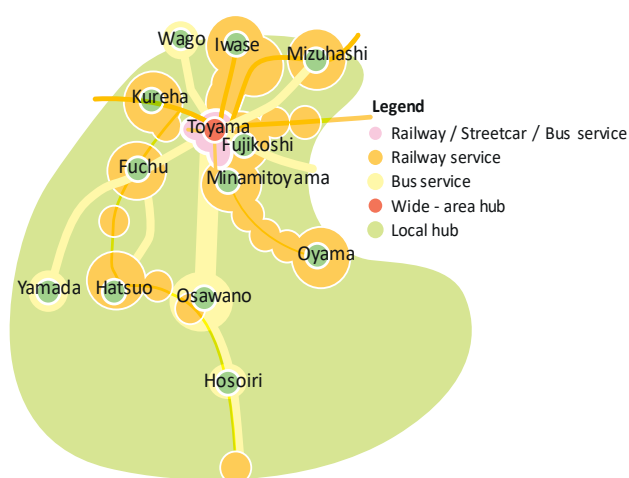 Wago
Iwase
Mizuhashi
Kureha
Toyama
Fujikoshi
Fuchu
Minamitoyama
Oyama
Yamada
Hatsuo
Osawano
Hosoiri
Legend
Railway / Streetcar / Bus service
Railway service
Bus service
Wide - area hub
Local hub